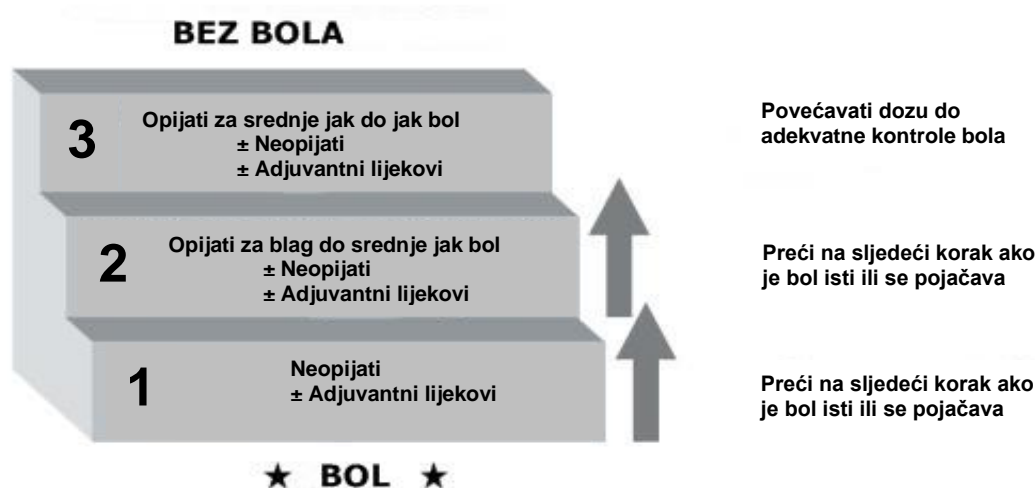 BEZ BOLA
3
Opijati za srednje jak do jak bol
± Neopijati
± Adjuvantni lijekovi
Povećavati dozu do
adekvatne kontrole bola
2
Opijati za blag do srednje jak bol
± Neopijati
± Adjuvantni lijekovi
Preći na sljedeći korak ako
je bol isti ili se pojačava
1
Neopijati
± Adjuvantni lijekovi
Preći na sljedeći korak ako
je bol isti ili se pojačava
★ BOL ★